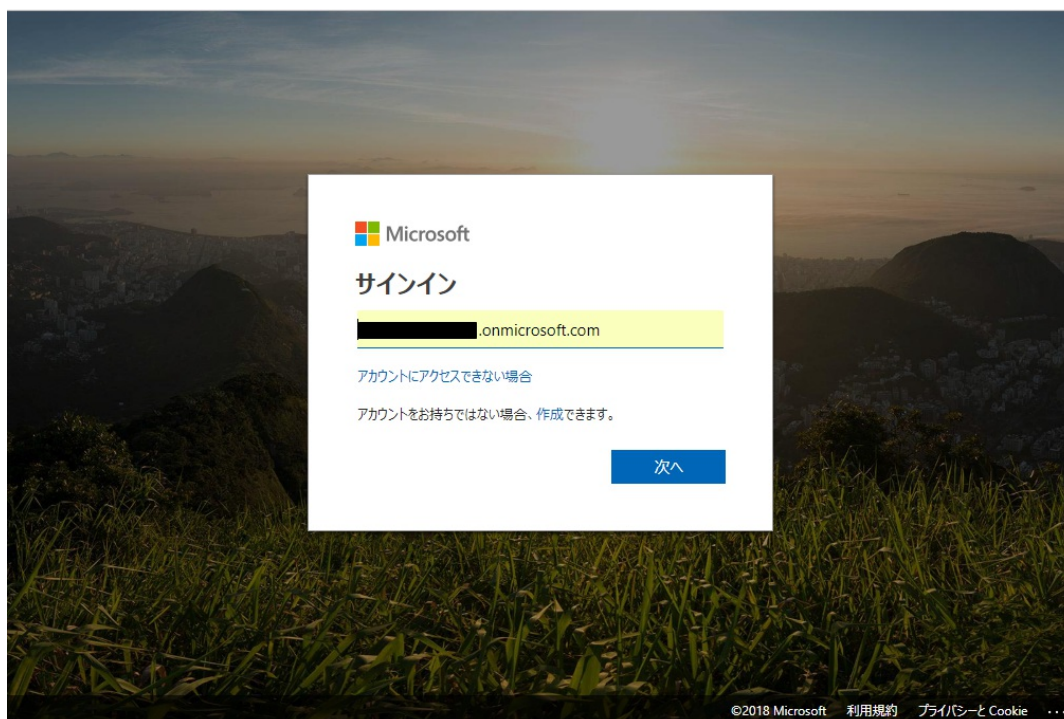 Microsoft
サインイン
.onmicrosoft.com
アカウントにアクセスできない場合
アカウントをお持ちではない場合、作成できます。
次へ
©2018 Microsoft 利用規約 プライバシーと Cookie ...